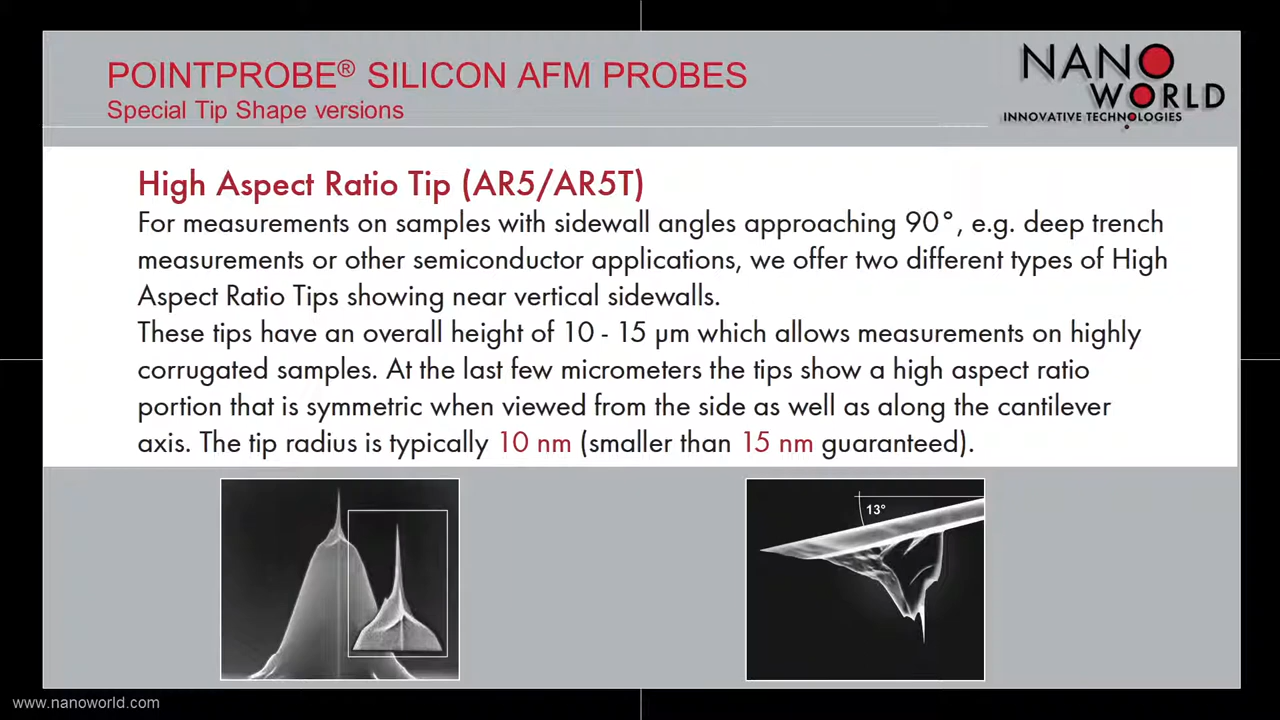 POINTPROBE® SILICON AFM PROBES
Special Tip Shape versions
NANO
WORLD
INNOVATIVE TECHNOLOGIES
High Aspect Ratio Tip (AR5/AR5T)
For measurements on samples with sidewall angles approaching 90°, e.g. deep trench
measurements or other semiconductor applications, we offer two different types of High
Aspect Ratio Tips showing near vertical sidewalls.
These tips have an overall height of 10 - 15 µm which allows measurements on highly
corrugated samples. At the last few micrometers the tips show a high aspect ratio
portion that is symmetric when viewed from the side as well as along the cantilever
axis. The tip radius is typically 10 nm (smaller than 15 nm guaranteed).
13°
www.nanoworld.com